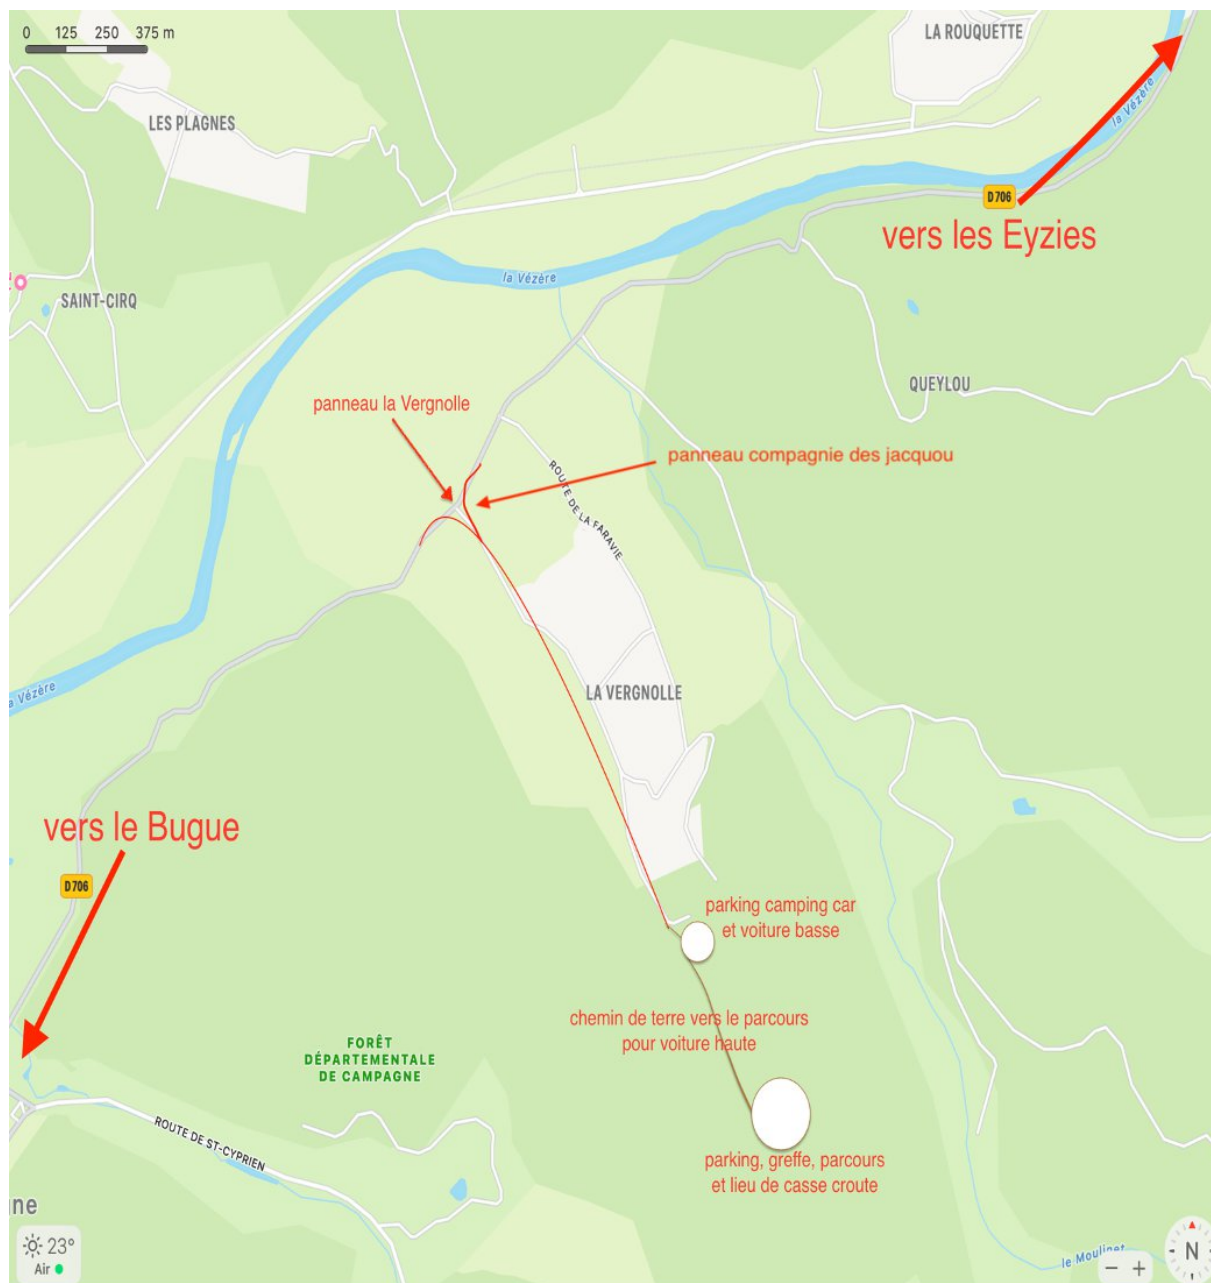 0 125 250 375 m
LA ROUQUETTE
LES PLAGNES
la Vézère
D706
vers les Eyzies
la Vézère
SAINT-CIRQ
QUEYLOU
panneau la Vergnolle
panneau compagnie des jacquou
ROUTE DE LA FARAVIE
LA VERGNOLLE
la Vézère
vers le Bugue
D706
parking camping car
et voiture basse
chemin de terre vers le parcours
pour voiture haute
FORÊT
DÉPARTEMENTALE
DE CAMPAGNE
ROUTE DE ST-CYPRIEN
parking, greffe, parcours
et lieu de casse croute
ne
23°
Air
le Moulinet
N
− +